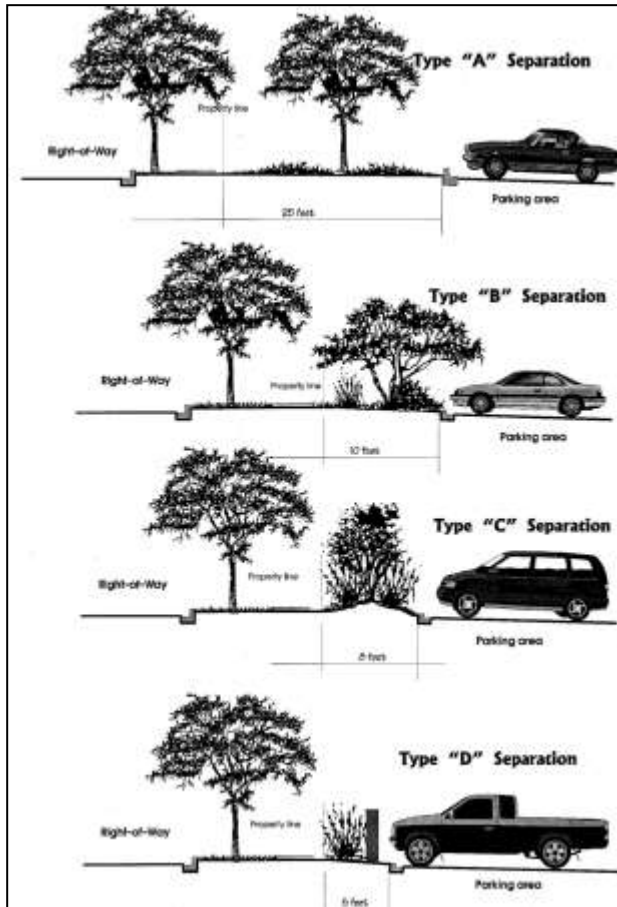 Type "A" Separation
Property line
Right-of-Way
Parking area
25 feet
Type "B" Separation
Right-of-Way
Property line
Parking area
10 feet
Type "C" Separation
Right-of-Way
Property line
Parking area
8 feet
Type "D" Separation
Right-of-Way
Property line
Parking area
5 feet